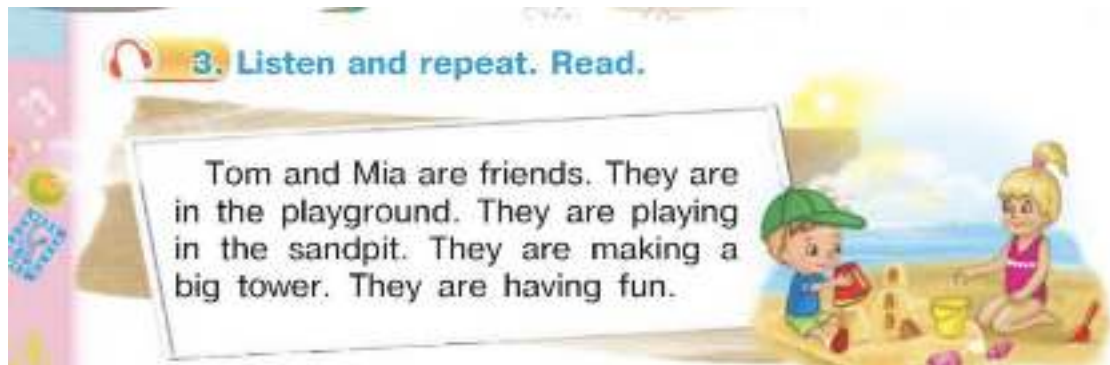 3. Listen and repeat. Read.
Tom and Mia are friends. They are
in the playground. They are playing
in the sandpit. They are making a
big tower. They are having fun.